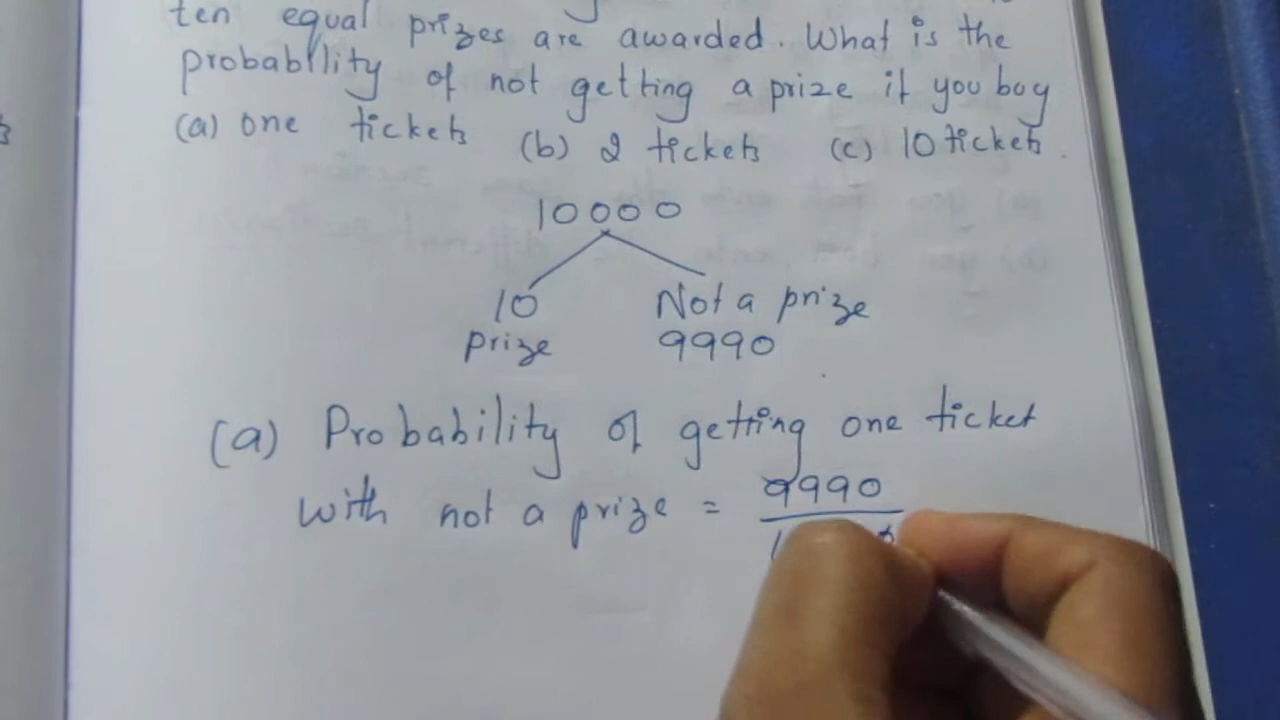 ten equal prizes are awarded. What is the
probability of not getting a prize if you buy
(a) one tickets (b) 2 tickets (c) 10 tickets.
10000
10 Not a prize
prize 9990
(a) Probability of getting one ticket
with not a prize = 9990